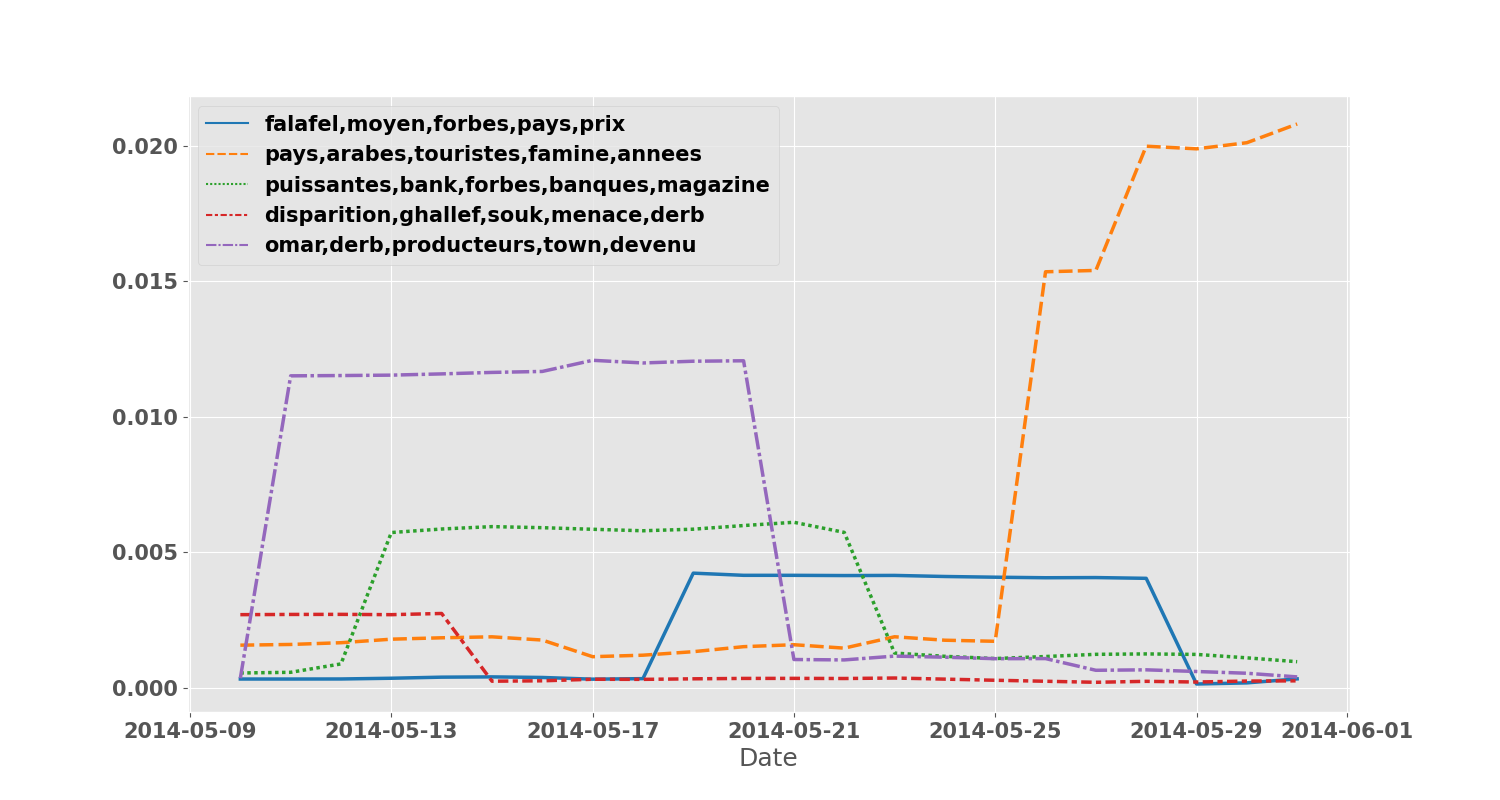 falafel,moyen,forbes,pays,prix
pays,arabes,touristes,famine,annees
puissantes,bank,forbes,banques,magazine
disparition,ghallef,souk,menace,derb
omar,derb,producteurs,town,devenu
0.020
0.015
0.010
0.005
0.000
2014-05-09 2014-05-13 2014-05-17 2014-05-21 2014-05-25 2014-05-29 2014-06-01
Date